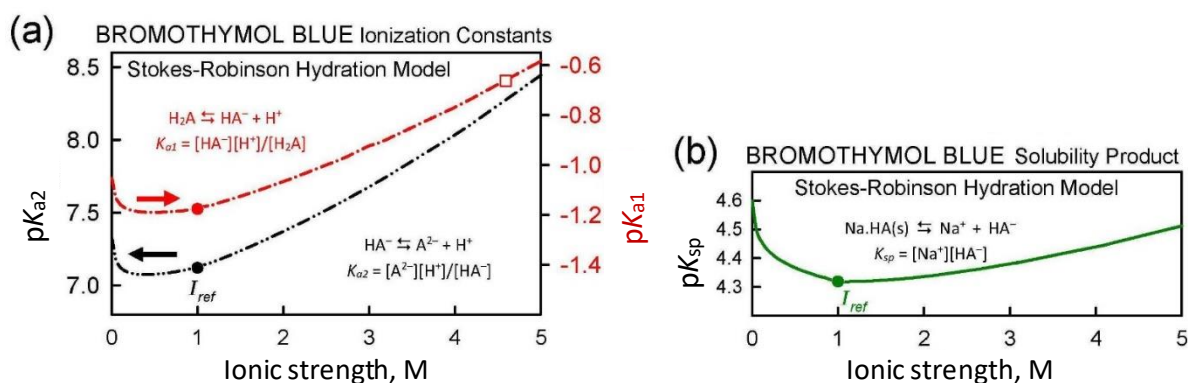 (a)
BROMOTHYMOL BLUE Ionization Constants
Stokes-Robinson Hydration Model
H₂A ⇆ HA⁻ + H⁺
Kₐ₁ = [HA⁻][H⁺]/[H₂A]
HA⁻ ⇆ A²⁻ + H⁺
Kₐ₂ = [A²⁻][H⁺]/[HA⁻]
I ref
8.5
8.0
7.5
7.0
pKa2
-0.6
-0.8
-1.0
-1.2
-1.4
pKa1
0 1 2 3 4 5
Ionic strength, M
(b)
BROMOTHYMOL BLUE Solubility Product
Stokes-Robinson Hydration Model
Na.HA(s) ⇆ Na⁺ + HA⁻
Ksp = [Na⁺][HA⁻]
I ref
4.6
4.5
4.4
4.3
pKsp
0 1 2 3 4 5
Ionic strength, M